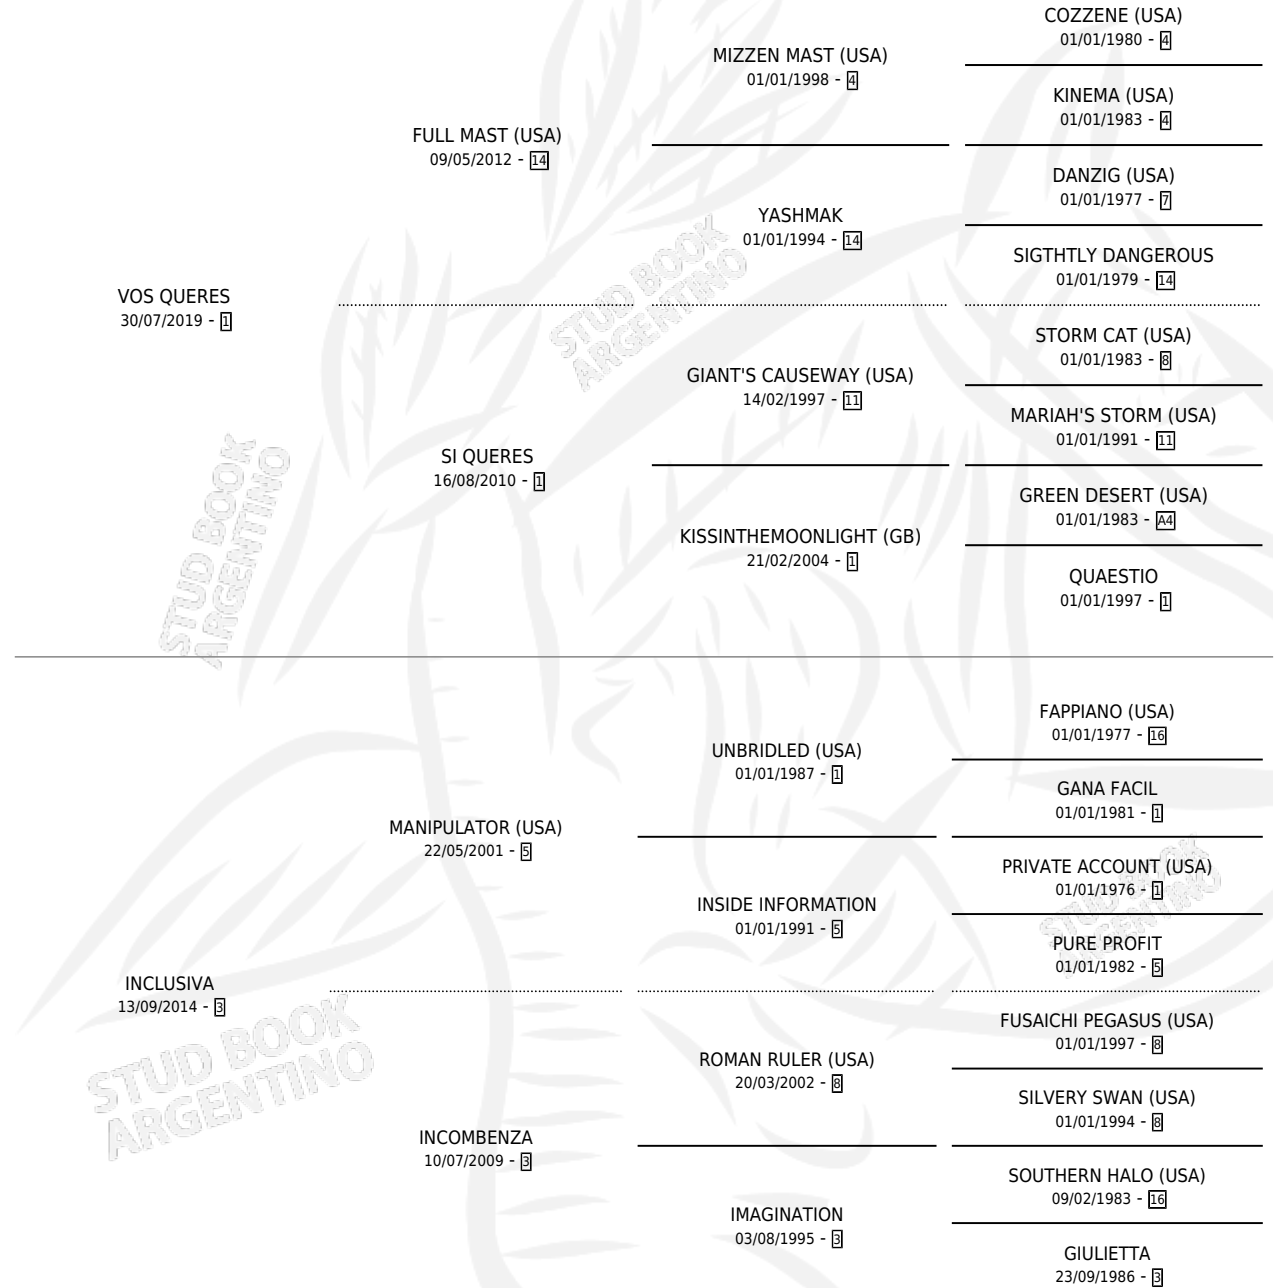 COZZENE (USA)
01/01/1980 - 4
MIZZEN MAST (USA)
01/01/1998 - 4
KINEMA (USA)
01/01/1983 - 4
FULL MAST (USA)
09/05/2012 - 14
DANZIG (USA)
01/01/1977 - 7
YASHMAK
01/01/1994 - 14
SIGTHTLY DANGEROUS
01/01/1979 - 14
VOS QUERES
30/07/2019 - 1
STUD BOOK
ARGENTINO
STORM CAT (USA)
01/01/1983 - 8
GIANT'S CAUSEWAY (USA)
14/02/1997 - 11
MARIAH'S STORM (USA)
01/01/1991 - 11
SI QUERES
16/08/2010 - 1
GREEN DESERT (USA)
01/01/1983 - A4
KISSINTHEMOONLIGHT (GB)
21/02/2004 - 1
QUAESTIO
01/01/1997 - 1
STUD BOOK
ARGENTINO
FAPPIANO (USA)
01/01/1977 - 16
UNBRIDLED (USA)
01/01/1987 - 1
GANA FACIL
01/01/1981 - 1
MANIPULATOR (USA)
22/05/2001 - 5
PRIVATE ACCOUNT (USA)
01/01/1976 - 1
INSIDE INFORMATION
01/01/1991 - 5
STUD BOOK
ARGENTINO
PURE PROFIT
01/01/1982 - 5
INCLUSIVA
13/09/2014 - 3
FUSAICHI PEGASUS (USA)
01/01/1997 - 8
ROMAN RULER (USA)
20/03/2002 - 8
SILVERY SWAN (USA)
01/01/1994 - 8
STUD BOOK
ARGENTINO
INCOMBENZA
10/07/2009 - 3
SOUTHERN HALO (USA)
09/02/1983 - 16
IMAGINATION
03/08/1995 - 3
GIULIETTA
23/09/1986 - 3